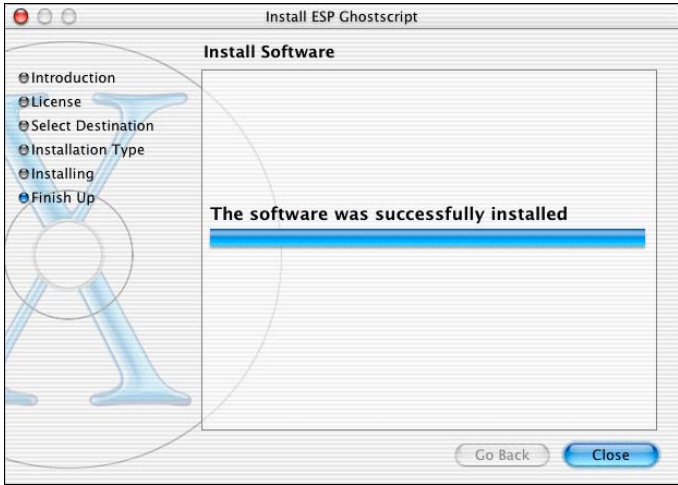 Install ESP Ghostscript
Install Software
Introduction
License
Select Destination
Installation Type
Installing
Finish Up
The software was successfully installed
Go Back
Close